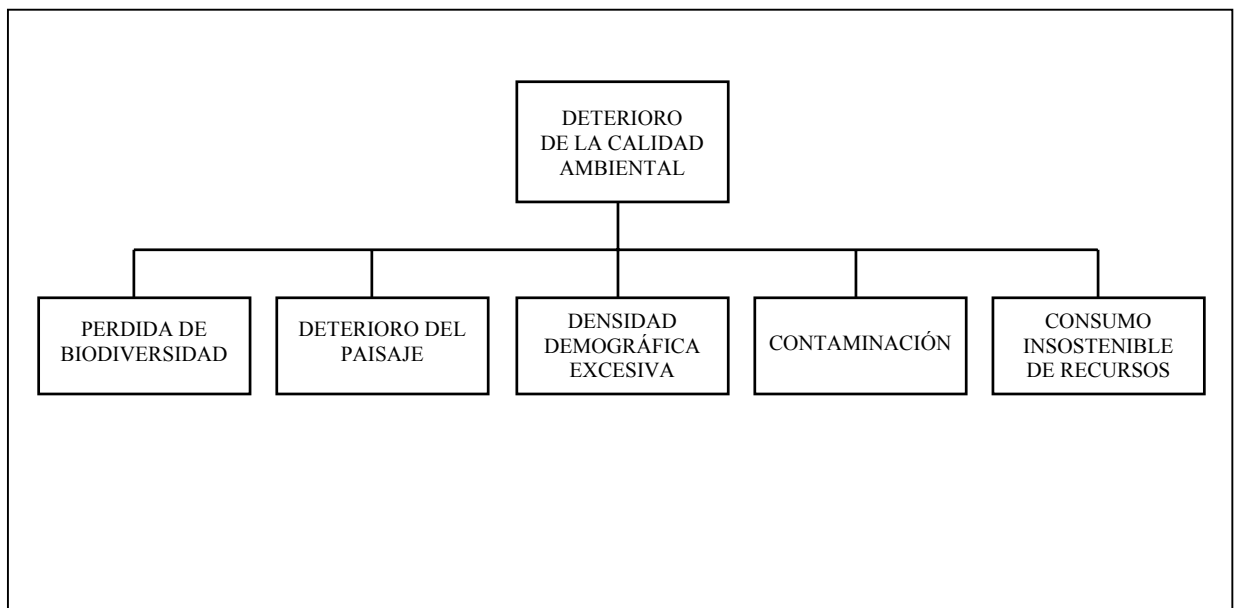 DETERIORO
DE LA CALIDAD
AMBIENTAL
PERDIDA DE
BIODIVERSIDAD
DETERIORO DEL
PAISAJE
DENSIDAD
DEMOGRÁFICA
EXCESIVA
CONTAMINACIÓN
CONSUMO
INSOSTENIBLE
DE RECURSOS